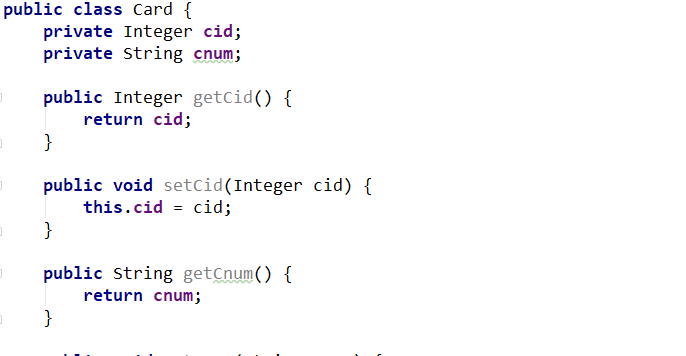 public class Card {
    private Integer cid;
    private String cnum;
    public Integer getCid() {
        return cid;
    }
    public void setCid(Integer cid) {
        this.cid = cid;
    }
    public String getCnum() {
        return cnum;
    }